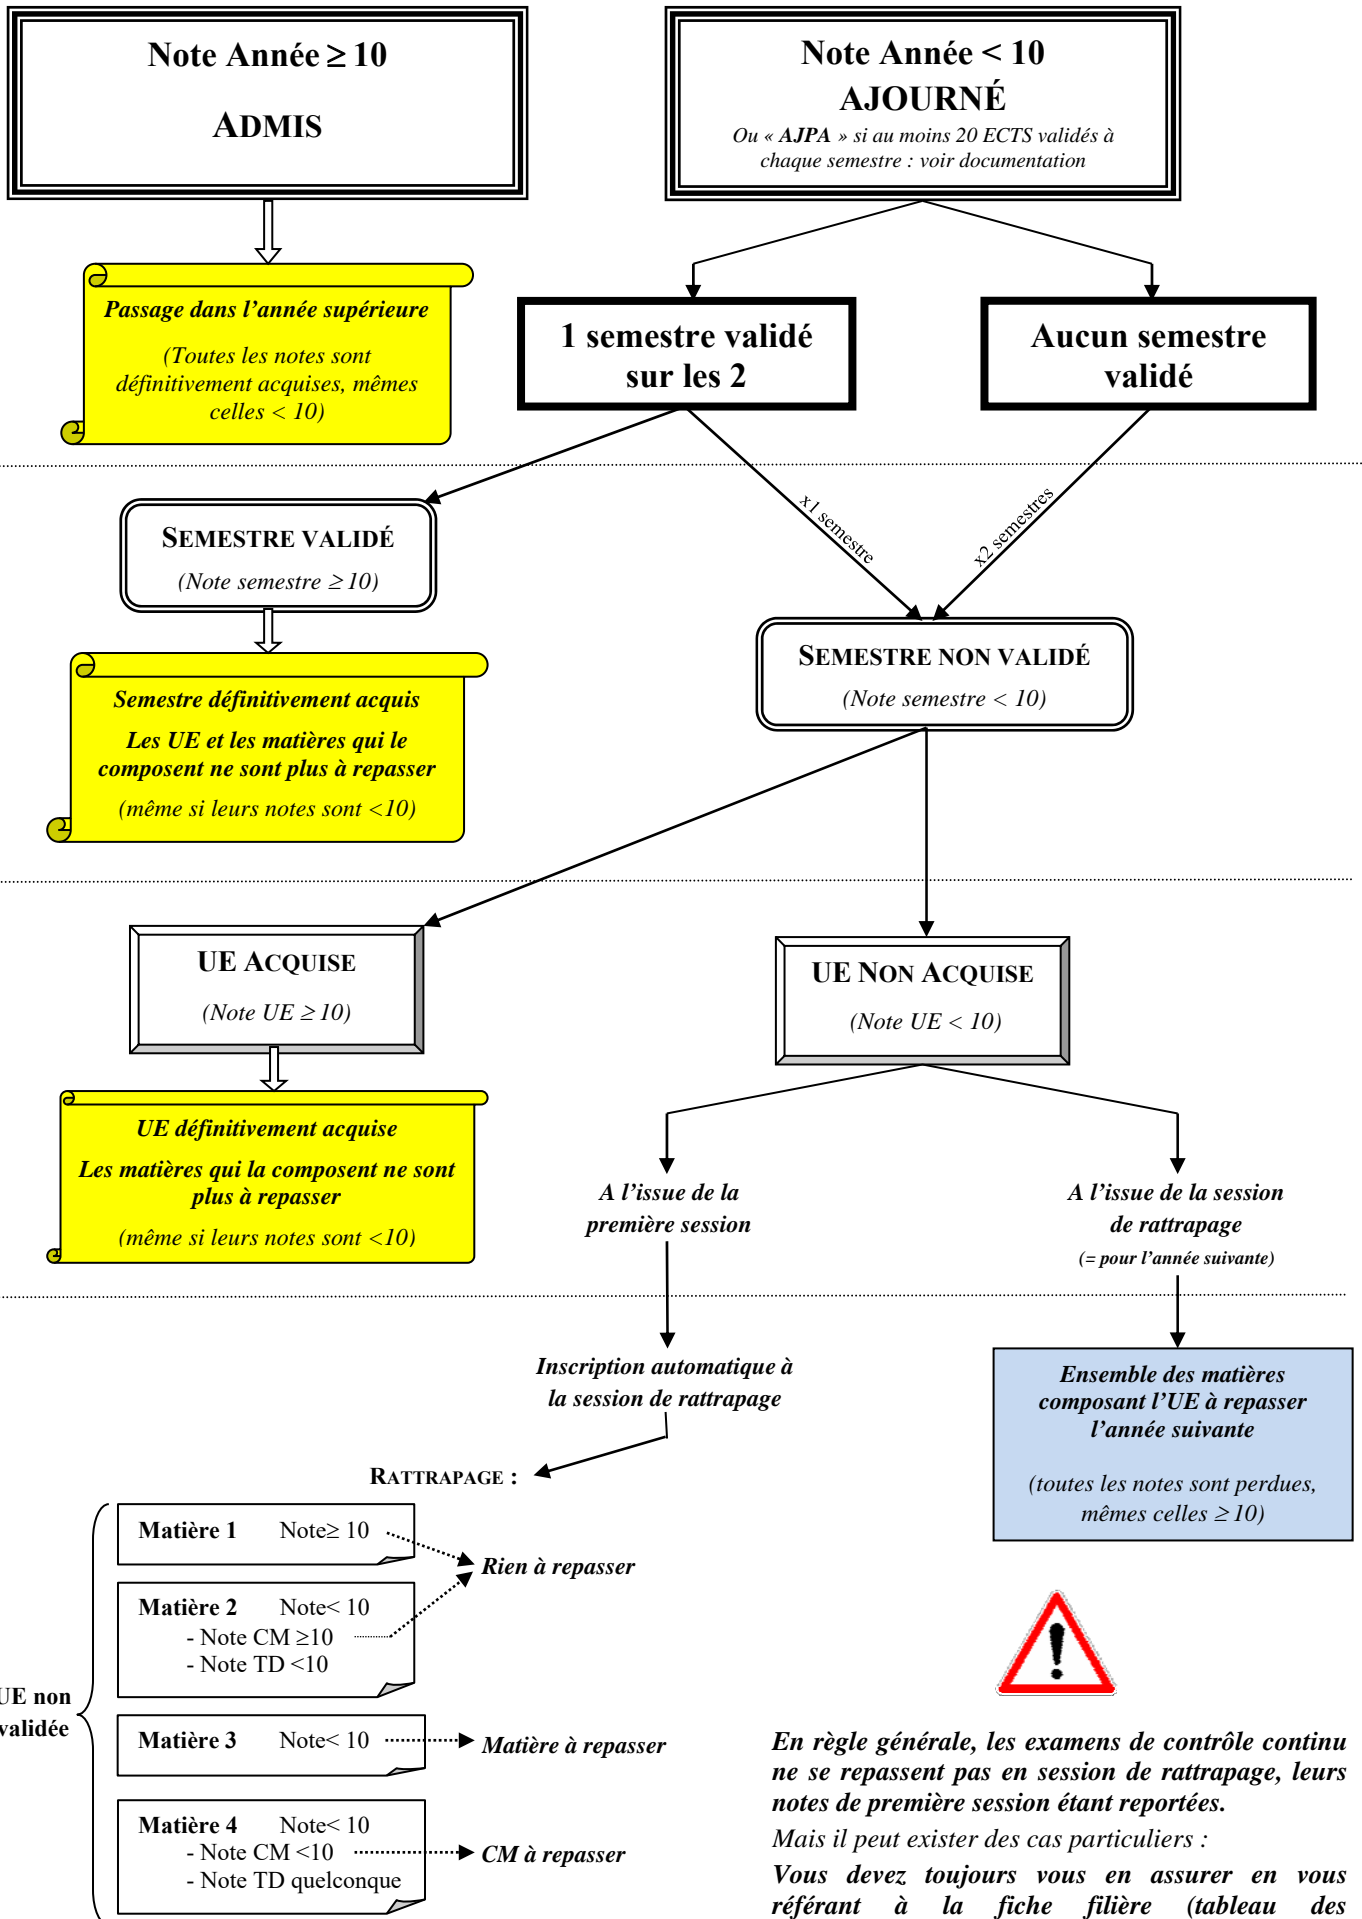 Note Année ≥ 10
ADMIS
Note Année < 10
AJOURNÉ
Ou « AJPA » si au moins 20 ECTS validés à
chaque semestre : voir documentation
Passage dans l’année supérieure
(Toutes les notes sont
définitivement acquises, mêmes
celles < 10)
1 semestre validé
sur les 2
Aucun semestre
validé
x1 semestre
x2 semestres
SEMESTRE VALIDÉ
(Note semestre ≥ 10)
SEMESTRE NON VALIDÉ
(Note semestre < 10)
Semestre définitivement acquis
Les UE et les matières qui le
composent ne sont plus à repasser
(même si leurs notes sont <10)
UE ACQUISE
(Note UE ≥ 10)
UE NON ACQUISE
(Note UE < 10)
UE définitivement acquise
Les matières qui la composent ne sont
plus à repasser
(même si leurs notes sont <10)
A l’issue de la
première session
A l’issue de la session
de rattrapage
(= pour l’année suivante)
Inscription automatique à
la session de rattrapage
Ensemble des matières
composant l’UE à repasser
l’année suivante
(toutes les notes sont perdues,
mêmes celles ≥ 10)
RATTRAPAGE :
Matière 1 Note≥ 10
Rien à repasser
Matière 2 Note< 10
- Note CM ≥10
- Note TD <10
UE non
validée
Matière 3 Note< 10
Matière à repasser
Matière 4 Note< 10
- Note CM <10
- Note TD quelconque
CM à repasser
En règle générale, les examens de contrôle continu
ne se repassent pas en session de rattrapage, leurs
notes de première session étant reportées.
Mais il peut exister des cas particuliers :
Vous devez toujours vous en assurer en vous
référant à la fiche filière (tableau des